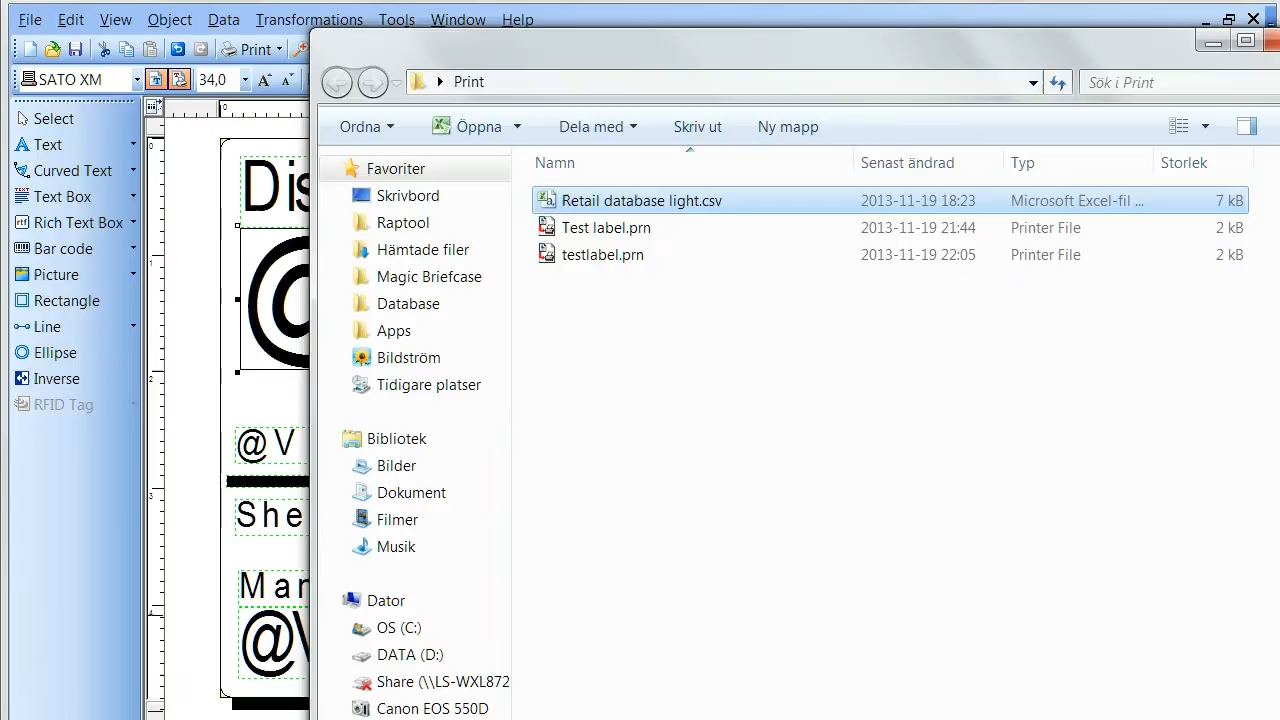 File Edit View Object Data Transformations Tools Window Help
Print
SATO XM 34,0 A A
Print
Sök i Print
Ordna Öppna Dela med Skriv ut Ny mapp
Select
Text
Curved Text
Text Box
Rich Text Box
Bar code
Picture
Rectangle
Line
Ellipse
Inverse
RFID Tag
0
0
1
2
3
4
Dis
@
@V
She
Mar
@V
Favoriter
Skrivbord
Raptool
Hämtade filer
Magic Briefcase
Database
Apps
Bildström
Tidigare platser
Bibliotek
Bilder
Dokument
Filmer
Musik
Dator
OS (C:)
DATA (D:)
Share (\\LS-WXL872
Canon EOS 550D
Namn Senast ändrad Typ Storlek
Retail database light.csv 2013-11-19 18:23 Microsoft Excel-fil ... 7 kB
Test label.prn 2013-11-19 21:44 Printer File 2 kB
testlabel.prn 2013-11-19 22:05 Printer File 2 kB